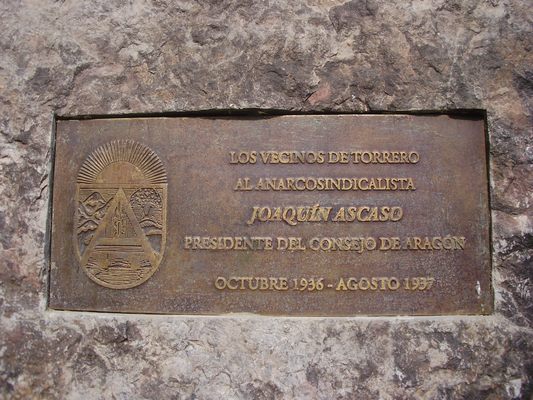 LOS VECINOS DE TORRERO
AL ANARCOSINDICALISTA
JOAQUÍN ASCASO
PRESIDENTE DEL CONSEJO DE ARAGÓN
OCTUBRE 1936 - AGOSTO 1937